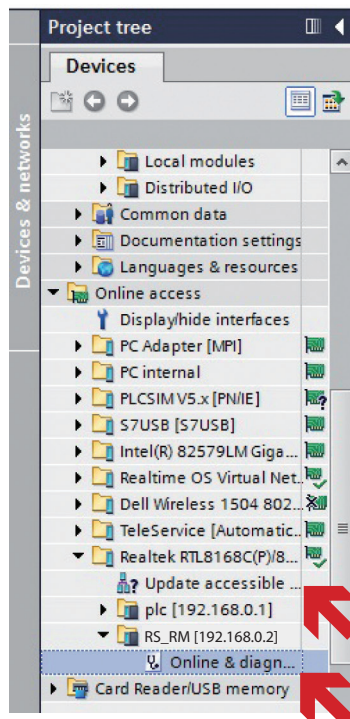 Project tree
Devices
Devices & networks
Local modules
Distributed I/O
Common data
Documentation settings
Languages & resources
Online access
Display/hide interfaces
PC Adapter [MPI]
PC internal
PLCSIM V5.x [PN/IE]
S7USB [S7USB]
Intel(R) 82579LM Giga...
Realtime OS Virtual Net..
Dell Wireless 1504 802...
TeleService [Automatic..
Realtek RTL8168C(P)/8...
Update accessible ...
plc [192.168.0.1]
RS_RM [192.168.0.2]
Online & diagn...
Card Reader/USB memory